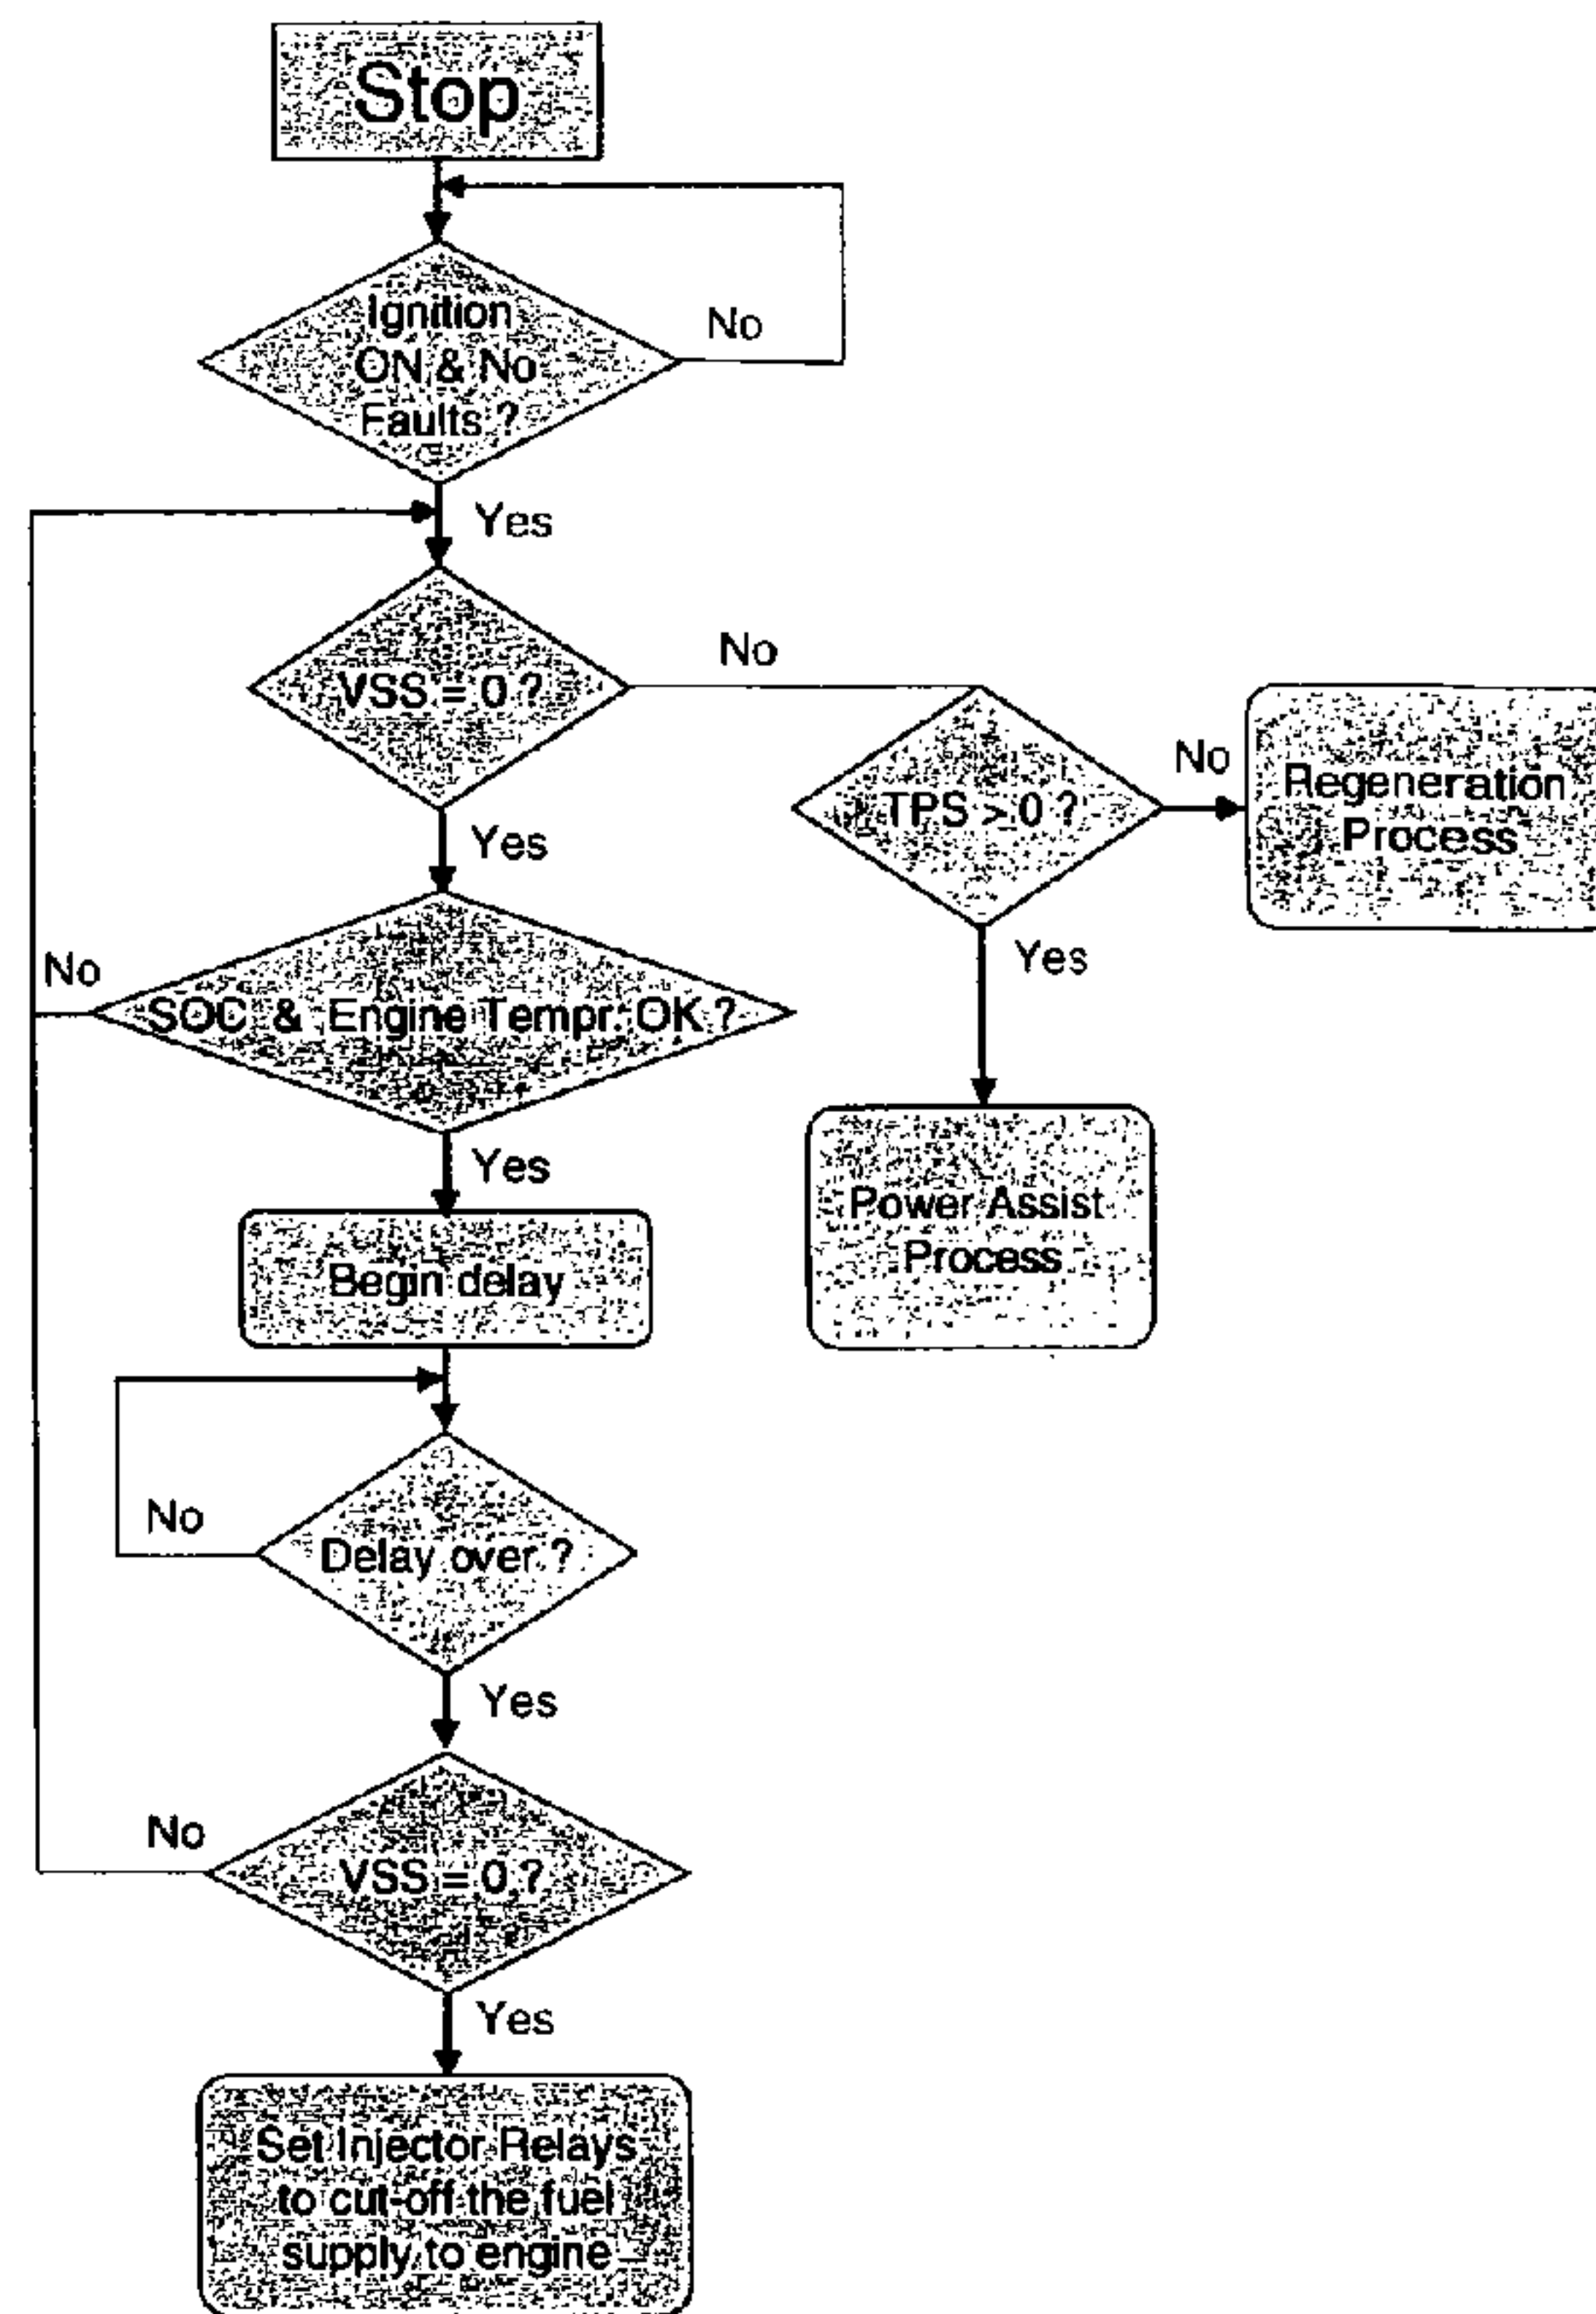 Stop
Ignition
ON & No
Faults ?
No
Yes
VSS = 0 ?
No
Yes
TPS > 0 ?
No
Regeneration
Process
Yes
Power Assist
Process
SOC & Engine Tempr. OK ?
No
Yes
Begin delay
Delay over ?
No
Yes
VSS = 0 ?
No
Yes
Set Injector Relays
to cut-off the fuel
supply to engine